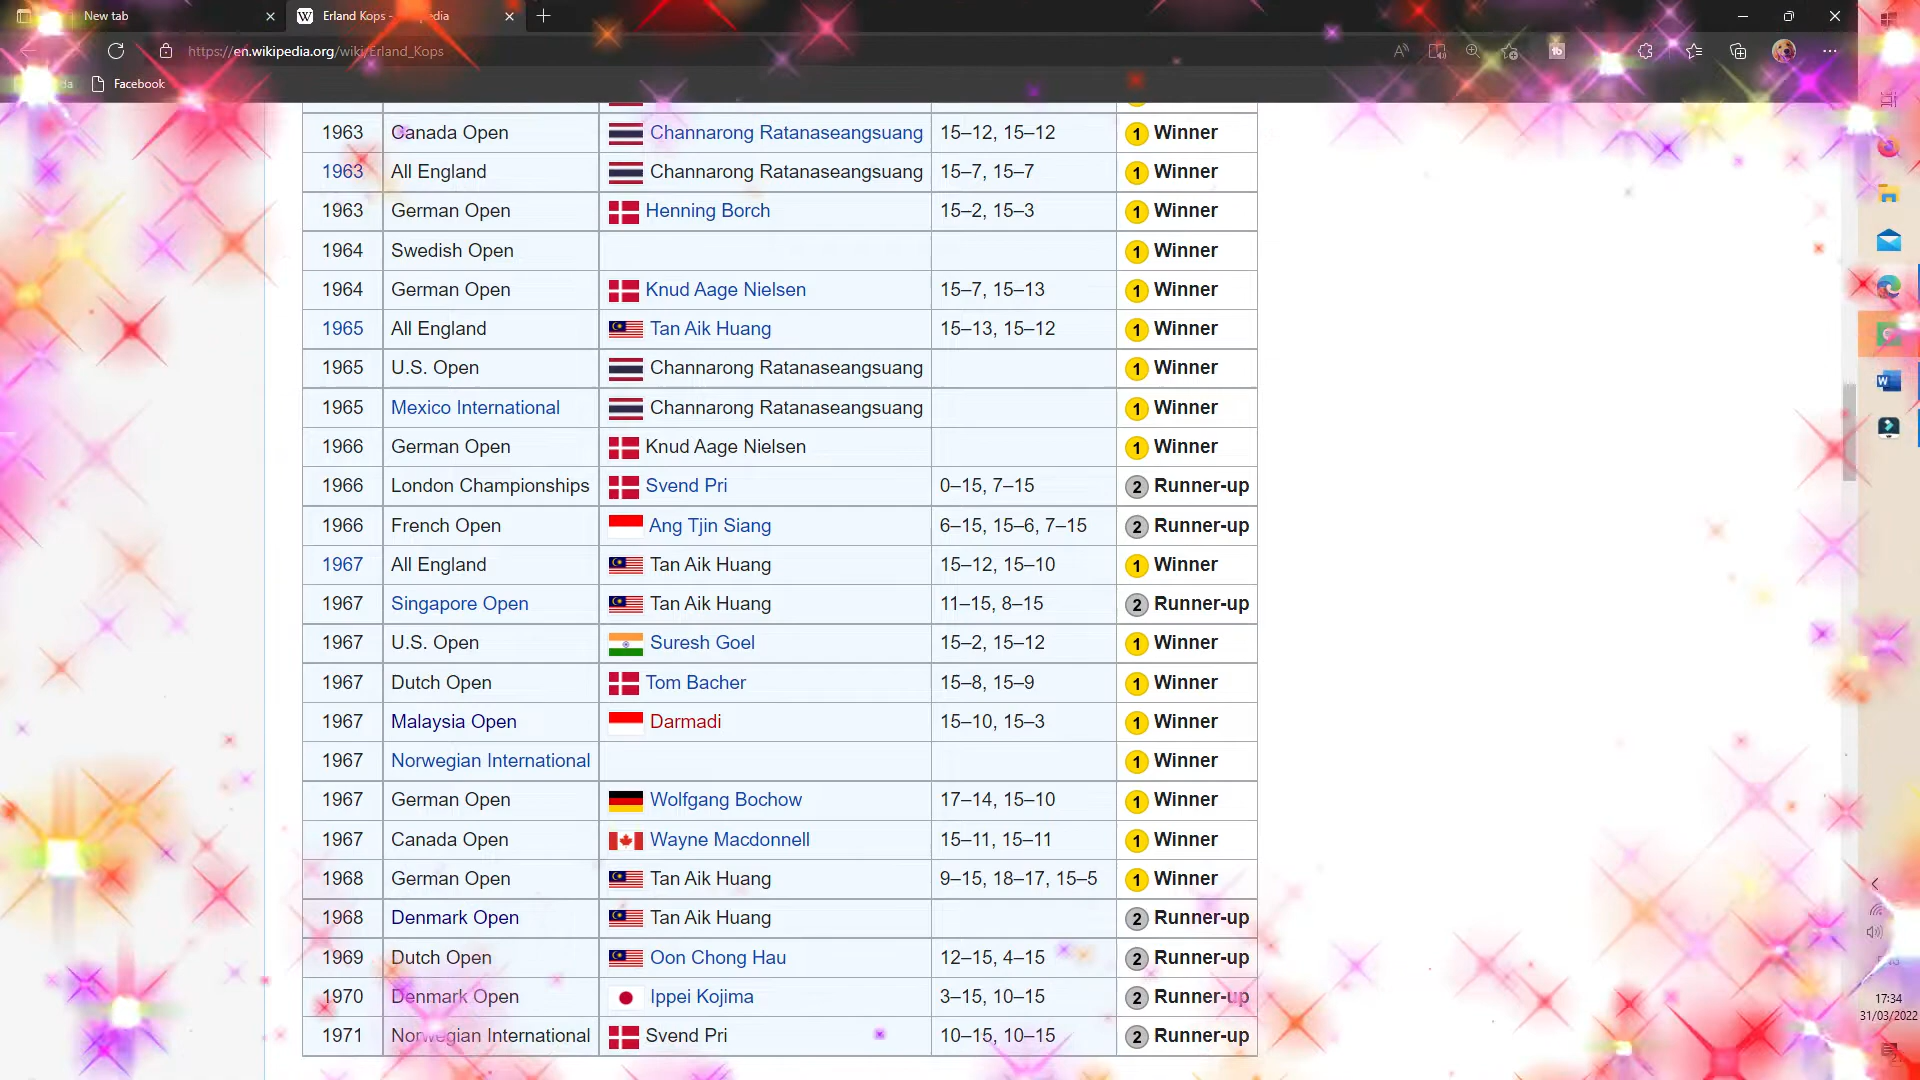 New tab
Erland Kops - pedia
https://en.wikipedia.org/wiki/Erland_Kops
Facebook
1963 Canada Open Channarong Ratanaseangsuang 15–12, 15–12 1 Winner
1963 All England Channarong Ratanaseangsuang 15–7, 15–7 1 Winner
1963 German Open Henning Borch 15–2, 15–3 1 Winner
1964 Swedish Open 1 Winner
1964 German Open Knud Aage Nielsen 15–7, 15–13 1 Winner
1965 All England Tan Aik Huang 15–13, 15–12 1 Winner
1965 U.S. Open Channarong Ratanaseangsuang 1 Winner
1965 Mexico International Channarong Ratanaseangsuang 1 Winner
1966 German Open Knud Aage Nielsen 1 Winner
1966 London Championships Svend Pri 0–15, 7–15 2 Runner-up
1966 French Open Ang Tjin Siang 6–15, 15–6, 7–15 2 Runner-up
1967 All England Tan Aik Huang 15–12, 15–10 1 Winner
1967 Singapore Open Tan Aik Huang 11–15, 8–15 2 Runner-up
1967 U.S. Open Suresh Goel 15–2, 15–12 1 Winner
1967 Dutch Open Tom Bacher 15–8, 15–9 1 Winner
1967 Malaysia Open Darmadi 15–10, 15–3 1 Winner
1967 Norwegian International 1 Winner
1967 German Open Wolfgang Bochow 17–14, 15–10 1 Winner
1967 Canada Open Wayne Macdonnell 15–11, 15–11 1 Winner
1968 German Open Tan Aik Huang 9–15, 18–17, 15–5 1 Winner
1968 Denmark Open Tan Aik Huang 2 Runner-up
1969 Dutch Open Oon Chong Hau 12–15, 4–15 2 Runner-up
1970 Denmark Open Ippei Kojima 3–15, 10–15 2 Runner-up
1971 Norwegian International Svend Pri 10–15, 10–15 2 Runner-up
17:34
31/03/2022